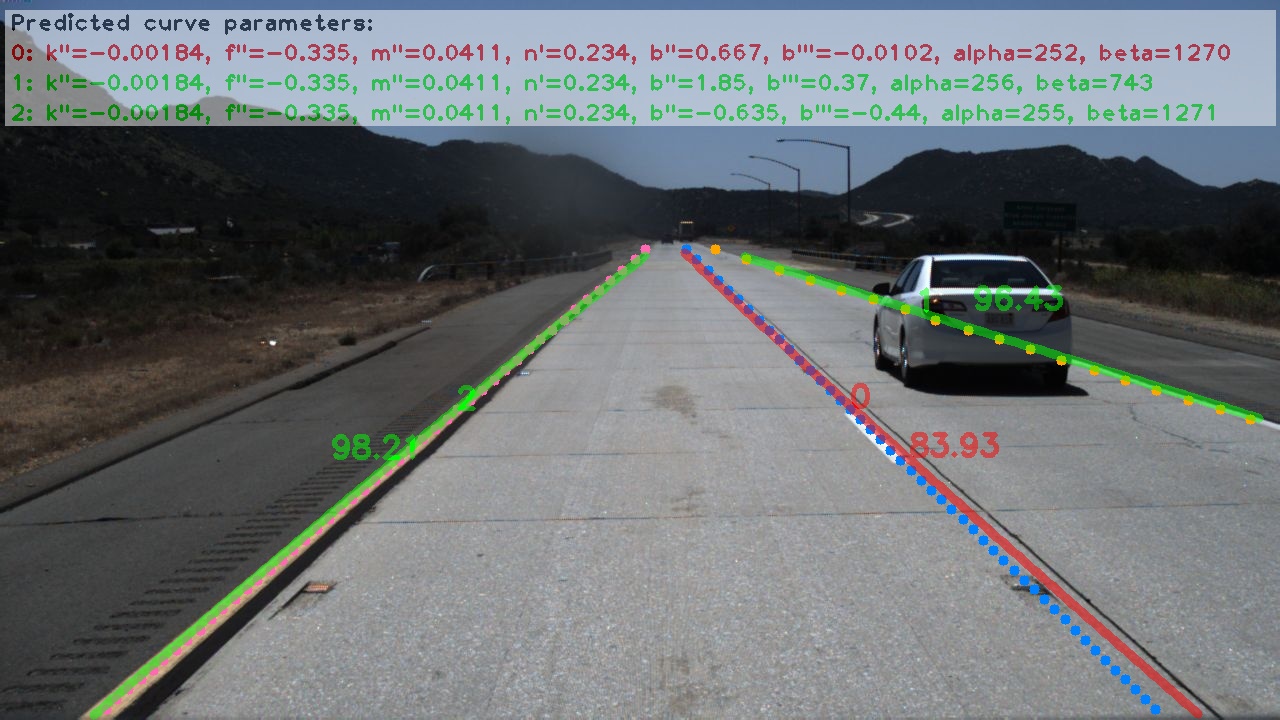 Predicted curve parameters:
0: k''=-0.00184, f''=-0.335, m''=0.0411, n'=0.234, b''=0.667, b'''=-0.0102, alpha=252, beta=1270
1: k''=-0.00184, f''=-0.335, m''=0.0411, n'=0.234, b''=1.85, b'''=0.37, alpha=256, beta=743
2: k''=-0.00184, f''=-0.335, m''=0.0411, n'=0.234, b''=-0.635, b'''=-0.44, alpha=255, beta=1271
1 96.43
2
0
98.21
83.93